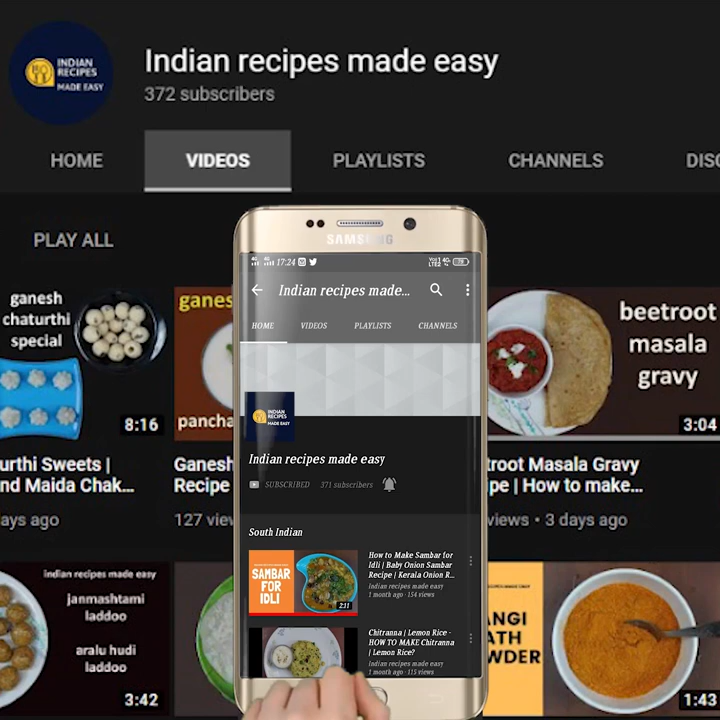 INDIAN
RECIPES
MADE EASY
Indian recipes made easy
372 subscribers
HOME VIDEOS PLAYLISTS CHANNELS
PLAY ALL
ganesh
chaturthi
special
8:16
urthi Sweets |
nd Maida Chak...
ays ago
panch
Ganesh
Recipe
127
beetroot
masala
gravy
3:04
troot Masala Gravy
pe | How to make...
views • 3 days ago
indian recipes made easy
janmashtami
laddoo
aralu hudi
laddoo
3:42
ANGI
ATH
WDER
1:43
SAMSUNG
17:24
Indian recipes made...
HOME VIDEOS PLAYLISTS CHANNELS
INDIAN
RECIPES
MADE EASY
Indian recipes made easy
SUBSCRIBED 371 subscribers
South Indian
SAMBAR
FOR
IDLI
2:11
How to Make Sambar for
Idli | Baby Onion Sambar
Recipe | Kerala Onion R...
Indian recipes made easy
1 month ago · 154 views
Chitranna | Lemon Rice -
HOW TO MAKE Chitranna
| Lemon Rice?
Indian recipes made easy
1 month ago · 115 views